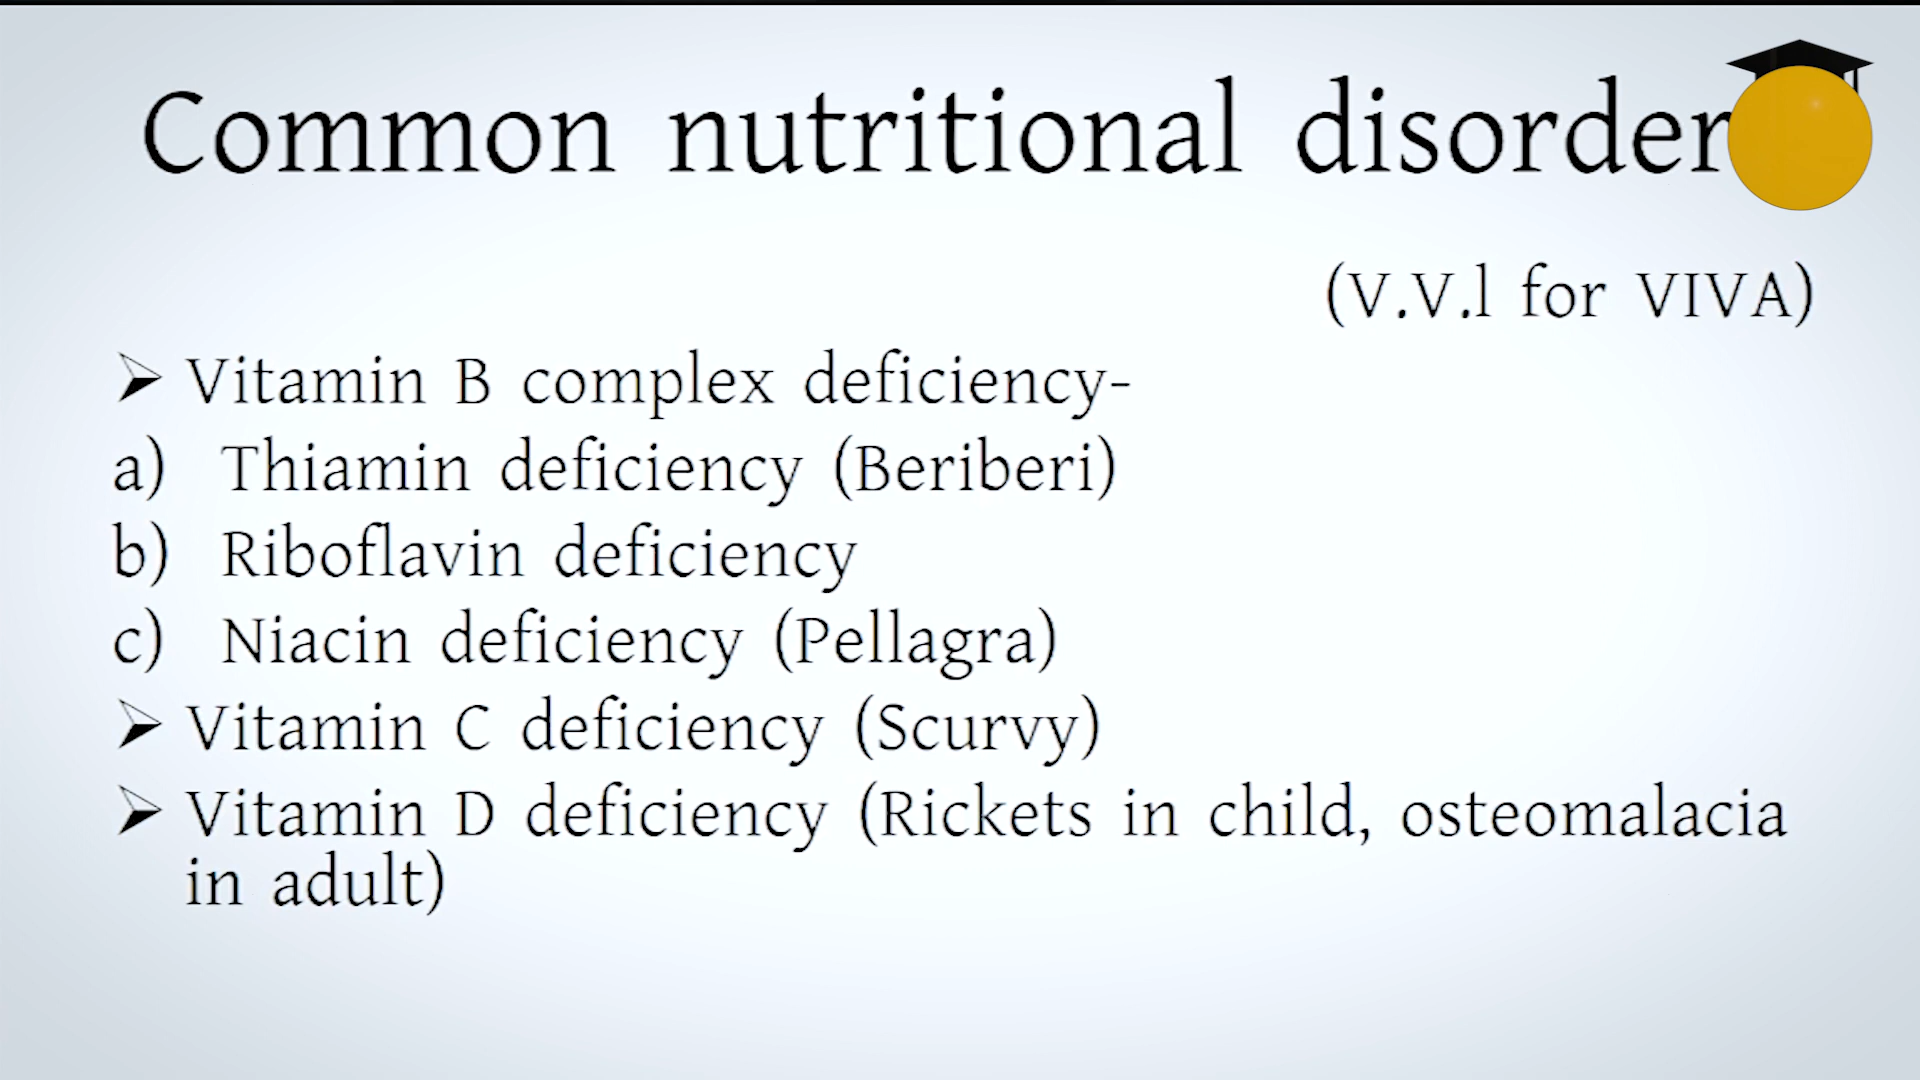 Common nutritional disorder
(V.V.l for VIVA)
➢ Vitamin B complex deficiency-
a) Thiamin deficiency (Beriberi)
b) Riboflavin deficiency
c) Niacin deficiency (Pellagra)
➢ Vitamin C deficiency (Scurvy)
➢ Vitamin D deficiency (Rickets in child, osteomalacia
in adult)